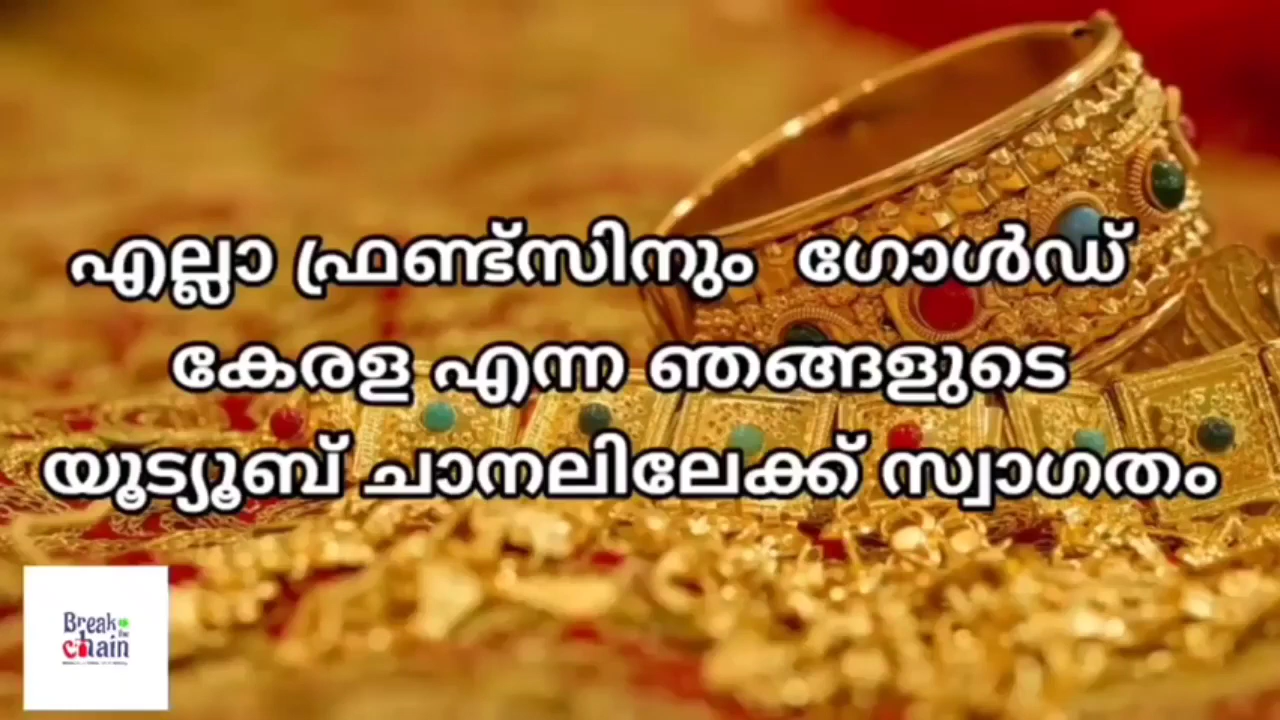 എല്ലാ ഫ്രണ്ട്സിനും ഗോൾഡ്
കേരള എന്ന ഞങ്ങളുടെ
യൂട്യൂബ് ചാനലിലേക്ക് സ്വാഗതം
Break the
chain